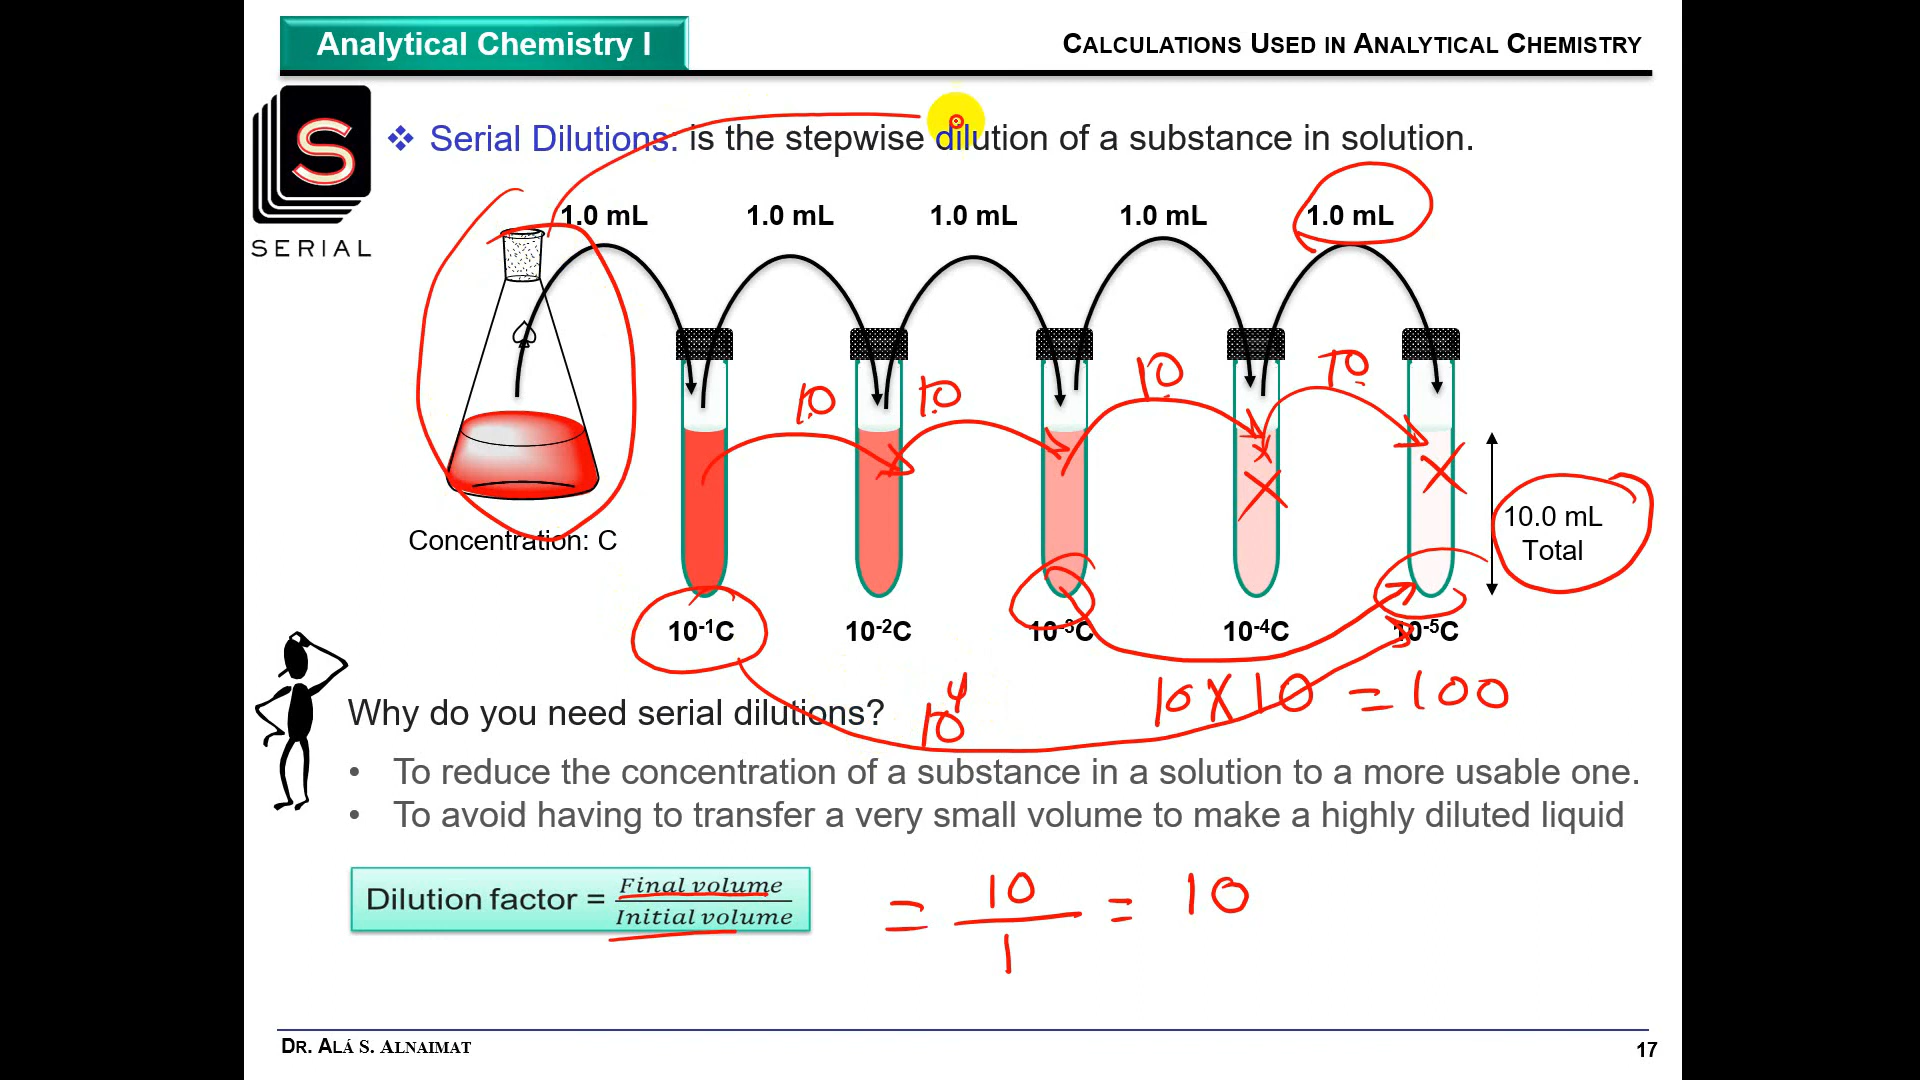 Analytical Chemistry I
CALCULATIONS USED IN ANALYTICAL CHEMISTRY
S
SERIAL
❖ Serial Dilutions: is the stepwise dilution of a substance in solution.
1.0 mL 1.0 mL 1.0 mL 1.0 mL 1.0 mL
10 10 10 10
10.0 mL
Total
Concentration: C
10⁻¹C 10⁻²C 10⁻³C 10⁻⁴C 10⁻⁵C
10 X 10 = 100
10⁴
Why do you need serial dilutions?
• To reduce the concentration of a substance in a solution to a more usable one.
• To avoid having to transfer a very small volume to make a highly diluted liquid
Dilution factor = Final volume / Initial volume = 10 / 1 = 10
DR. ALÁ S. ALNAIMAT
17